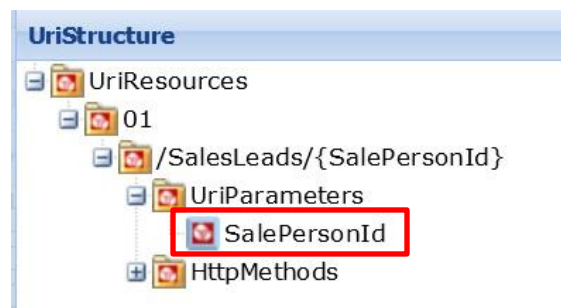 UriStructure
UriResources
01
/SalesLeads/{SalePersonId}
UriParameters
SalePersonId
HttpMethods